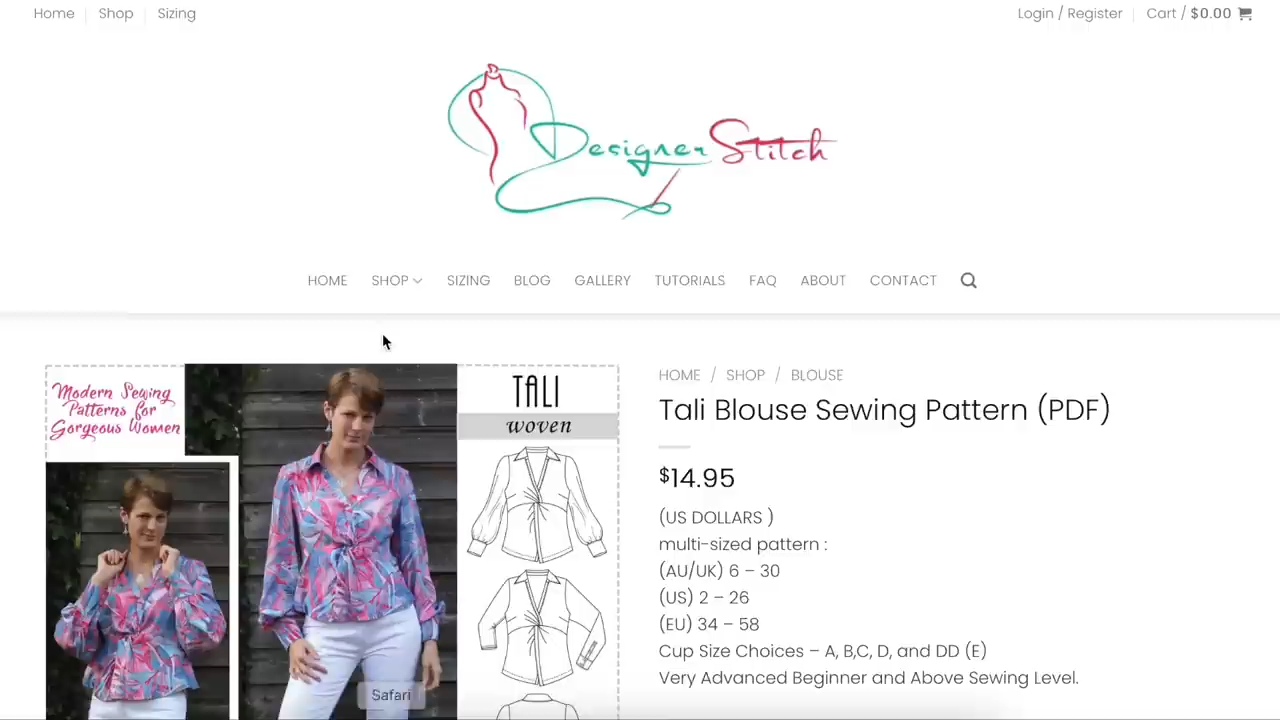 Home
Shop
Sizing
Login / Register
Cart / $0.00
Designer Stitch
HOME
SHOP
SIZING
BLOG
GALLERY
TUTORIALS
FAQ
ABOUT
CONTACT
Modern Sewing
Patterns for
Gorgeous Women
TALI
woven
HOME / SHOP / BLOUSE
Tali Blouse Sewing Pattern (PDF)
$14.95
(US DOLLARS )
multi-sized pattern :
(AU/UK) 6 – 30
(US) 2 – 26
(EU) 34 – 58
Cup Size Choices – A, B,C, D, and DD (E)
Very Advanced Beginner and Above Sewing Level.
Safari